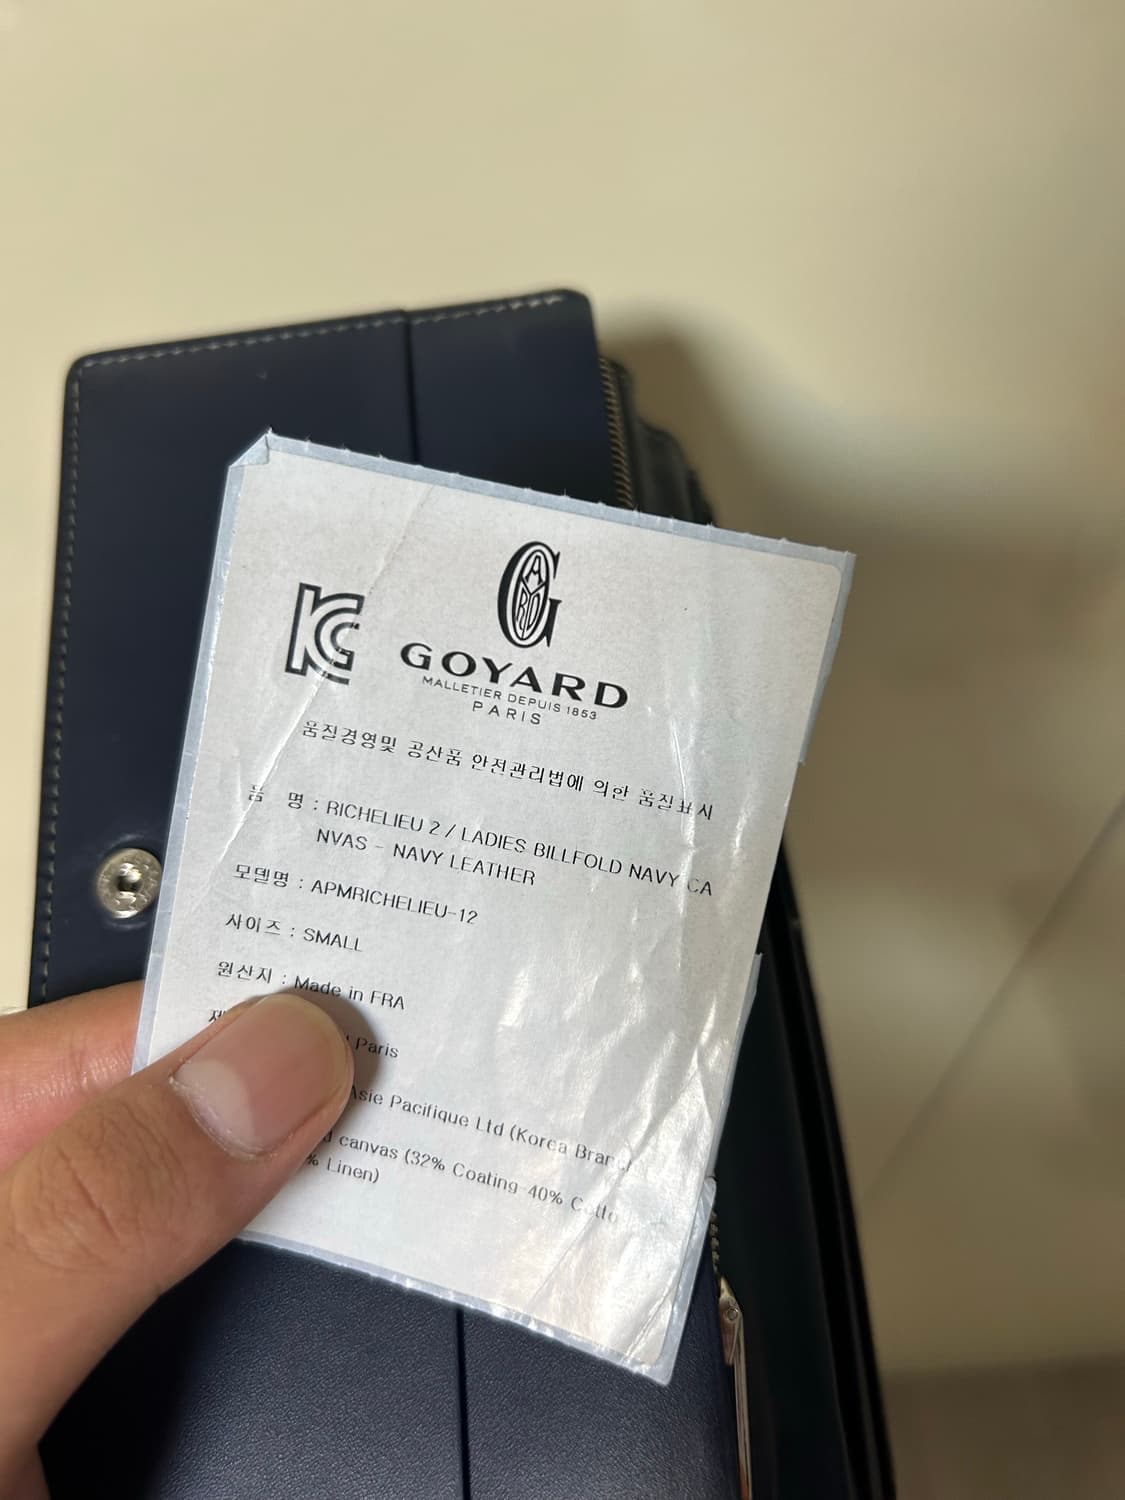 GOYARD
MALLETIER DEPUIS 1853
PARIS
품질경영및 공산품 안전관리법에 의한 품질표시
품 명 : RICHELIEU 2 / LADIES BILLFOLD NAVY CA
NVAS - NAVY LEATHER
모델명 : APMRICHELIEU-12
사이즈 : SMALL
원산지 : Made in FRA
Paris
Asie Pacifique Ltd (Korea Branch
canvas (32% Coating-40% Cotto
% Linen)